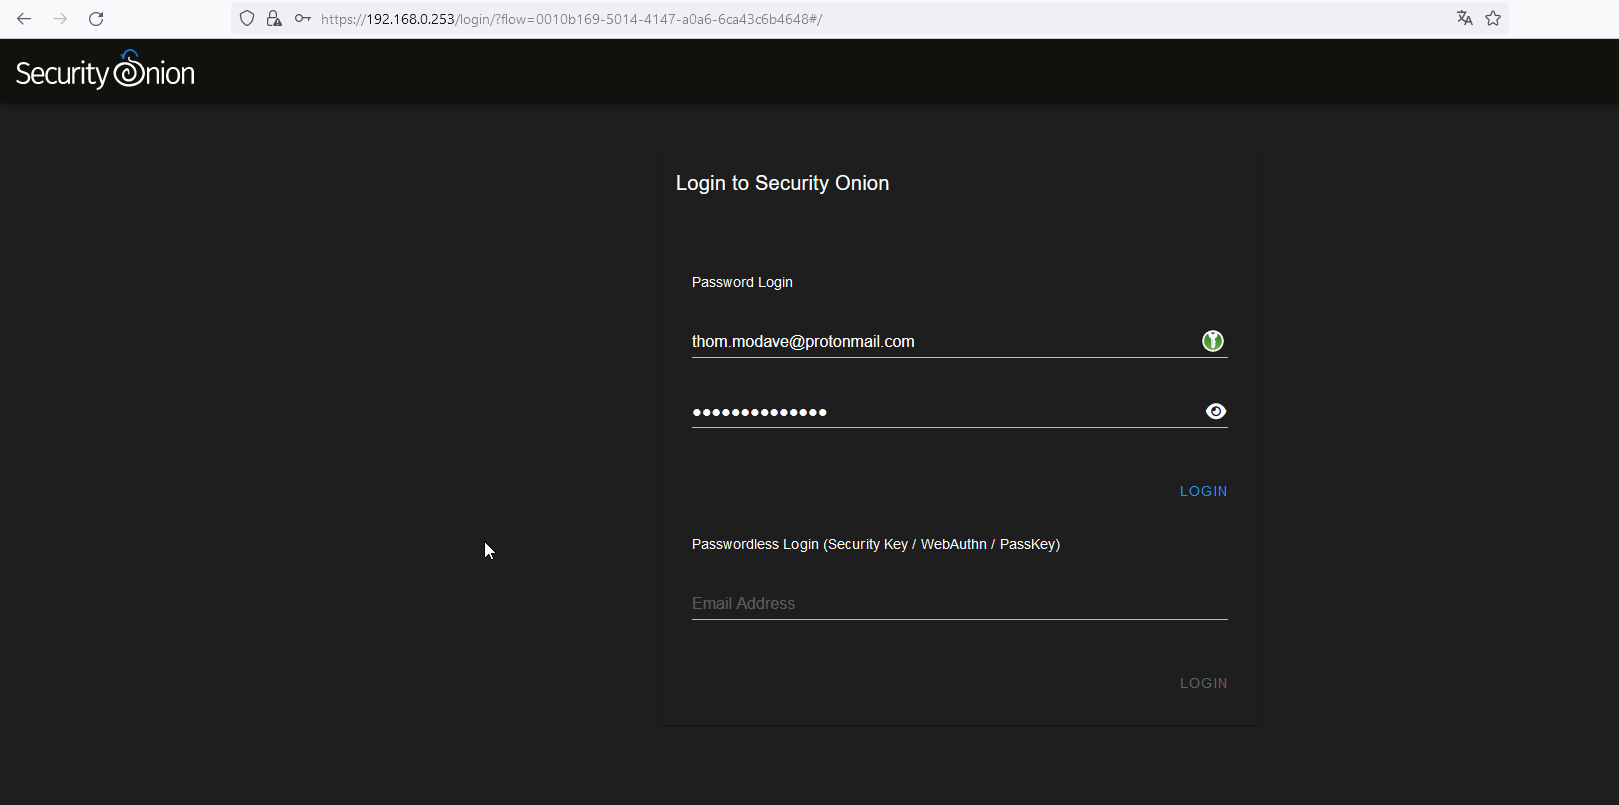 https://192.168.0.253/login/?flow=0010b169-5014-4147-a0a6-6ca43c6b4648#/
Security Onion
Login to Security Onion
Password Login
thom.modave@protonmail.com
●●●●●●●●●●●●●●
LOGIN
Passwordless Login (Security Key / WebAuthn / PassKey)
Email Address
LOGIN